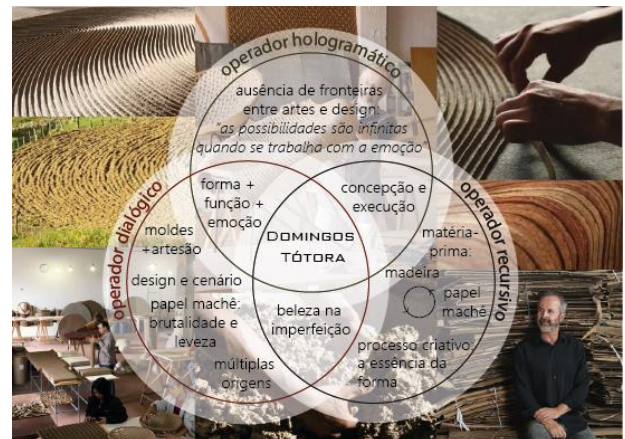 operador hologramático
ausência de fronteiras
entre artes e design:
"as possibilidades são infinitas
quando se trabalha com a emoção"
forma +
função +
emoção
concepção e
execução
operador dialógico
moldes
+artesão
design e cenário
papel machê:
brutalidade e
leveza
múltiplas
origens
DOMINGOS
TÓTORA
beleza na
imperfeição
operador recursivo
matéria-
prima:
madeira
papel
machê
processo criativo:
a essência da
forma